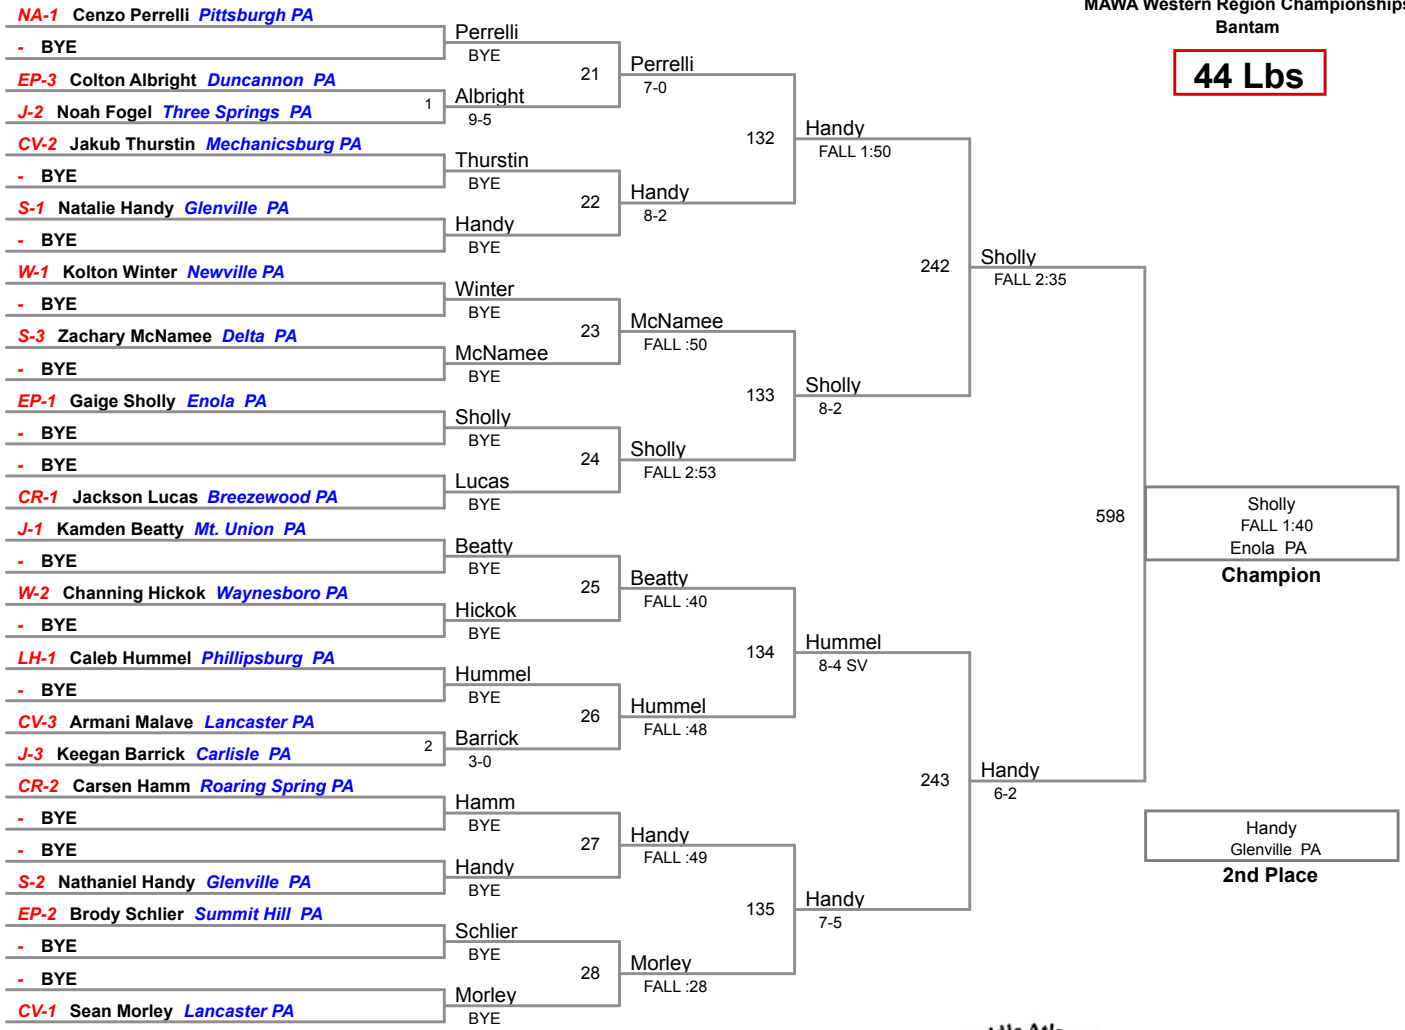 MAWA Western Region Championships
Bantam
44 Lbs
NA-1 Cenzo Perrelli Pittsburgh PA
- BYE
EP-3 Colton Albright Duncannon PA
J-2 Noah Fogel Three Springs PA
CV-2 Jakub Thurstin Mechanicsburg PA
- BYE
S-1 Natalie Handy Glenville PA
- BYE
W-1 Kolton Winter Newville PA
- BYE
S-3 Zachary McNamee Delta PA
- BYE
EP-1 Gaige Sholly Enola PA
- BYE
- BYE
CR-1 Jackson Lucas Breezewood PA
J-1 Kamden Beatty Mt. Union PA
- BYE
W-2 Channing Hickok Waynesboro PA
- BYE
LH-1 Caleb Hummel Phillipsburg PA
- BYE
CV-3 Armani Malave Lancaster PA
J-3 Keegan Barrick Carlisle PA
CR-2 Carsen Hamm Roaring Spring PA
- BYE
- BYE
S-2 Nathaniel Handy Glenville PA
EP-2 Brody Schlier Summit Hill PA
- BYE
- BYE
CV-1 Sean Morley Lancaster PA
1
2
Perrelli
BYE
Albright
9-5
Thurstin
BYE
Handy
BYE
Winter
BYE
McNamee
BYE
Sholly
BYE
Lucas
BYE
Beatty
BYE
Hickok
BYE
Hummel
BYE
Barrick
3-0
Hamm
BYE
Handy
BYE
Schlier
BYE
Morley
BYE
21
22
23
24
25
26
27
28
Perrelli
7-0
Handy
8-2
McNamee
FALL :50
Sholly
FALL 2:53
Beatty
FALL :40
Hummel
FALL :48
Handy
FALL :49
Morley
FALL :28
132
133
134
135
Handy
FALL 1:50
Sholly
8-2
Hummel
8-4 SV
Handy
7-5
242
243
Sholly
FALL 2:35
Handy
6-2
598
Sholly
FALL 1:40
Enola PA
Champion
Handy
Glenville PA
2nd Place